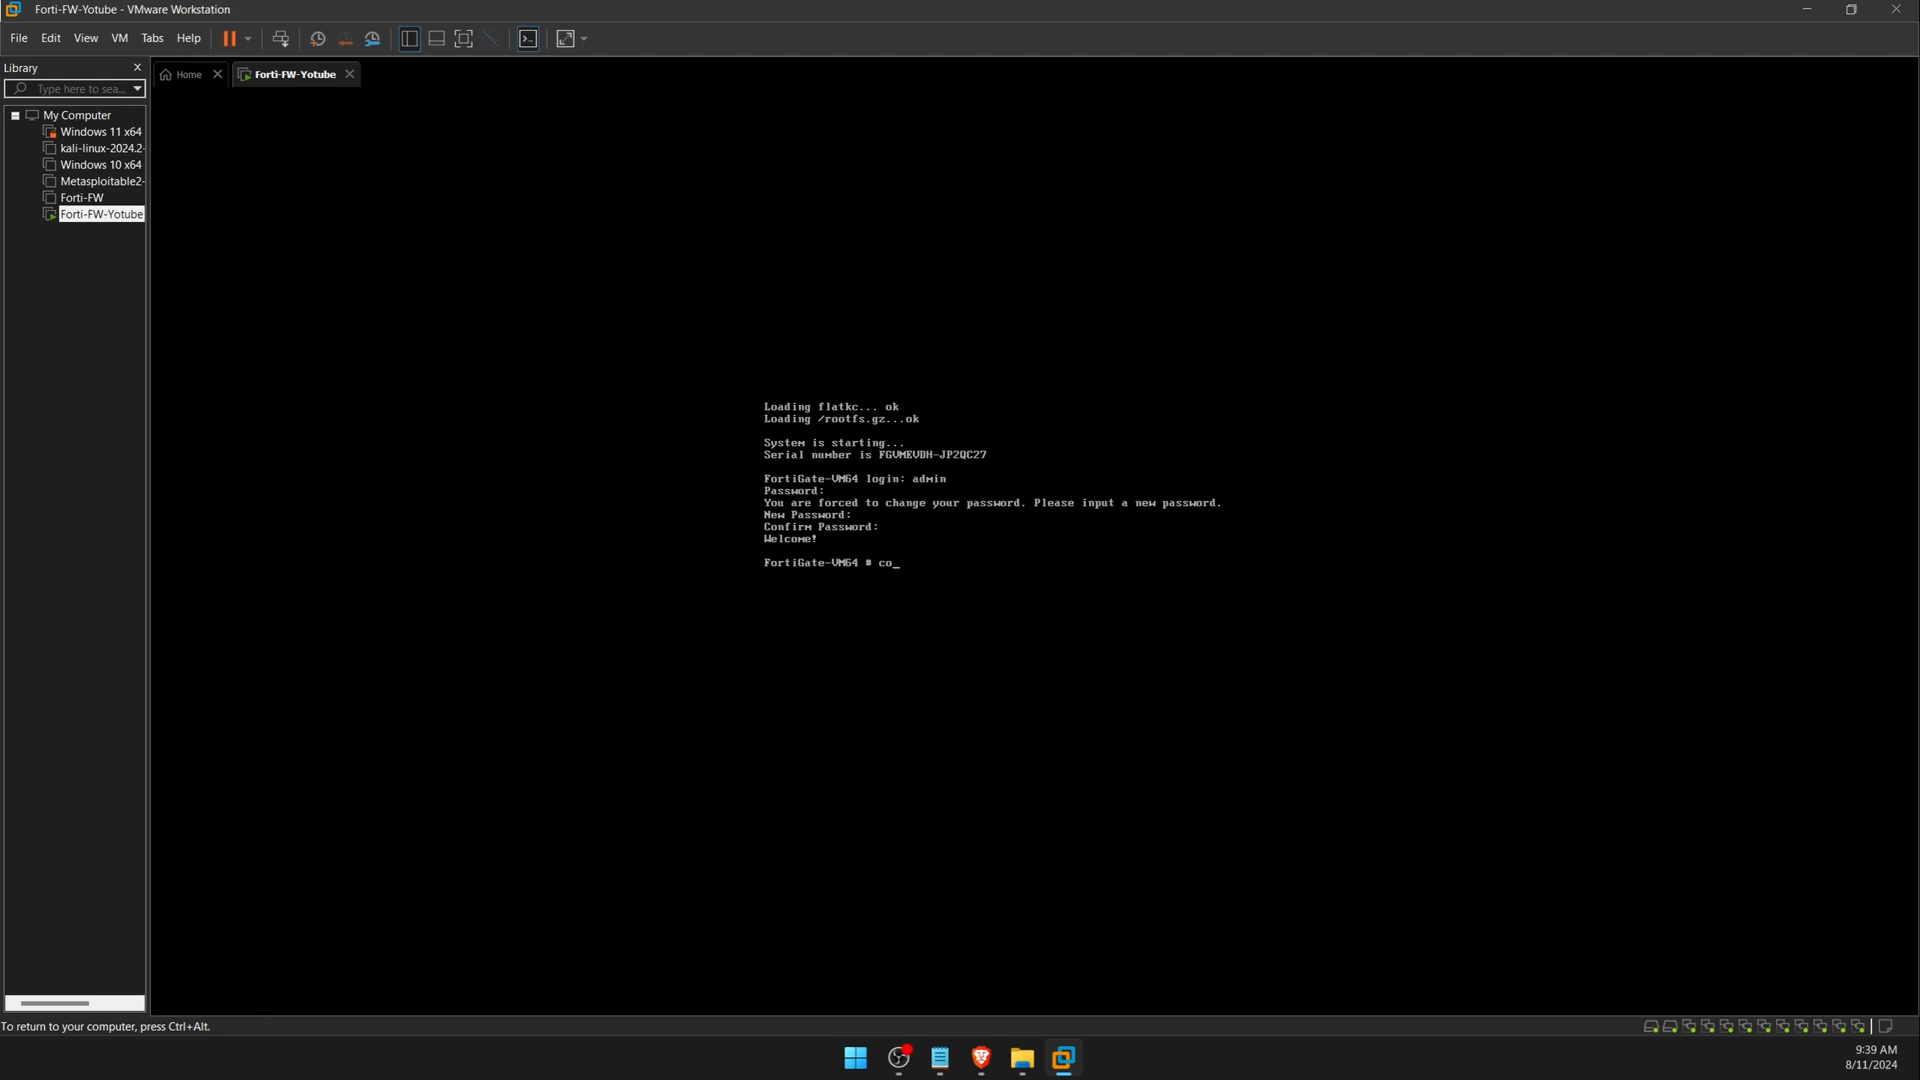 Forti-FW-Yotube - VMware Workstation
File Edit View VM Tabs Help
Library
Type here to sea...
Home
Forti-FW-Yotube
My Computer
Windows 11 x64
kali-linux-2024.2-
Windows 10 x64
Metasploitable2-
Forti-FW
Forti-FW-Yotube
Loading flatkc... ok
Loading /rootfs.gz...ok
System is starting...
Serial number is FGVMEVDH-JP2QC27
FortiGate-VM64 login: admin
Password:
You are forced to change your password. Please input a new password.
New Password:
Confirm Password:
Welcome!
FortiGate-VM64 # co_
To return to your computer, press Ctrl+Alt.
9:39 AM
8/11/2024